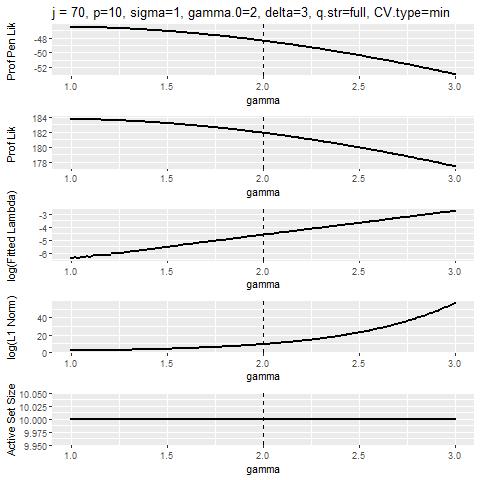 j = 70, p=10, sigma=1, gamma.0=2, delta=3, q.str=full, CV.type=min
Prof Pen Lik
-48
-50
-52
1.0 1.5 2.0 2.5 3.0
gamma
Prof Lik
184
182
180
178
1.0 1.5 2.0 2.5 3.0
gamma
log(Fitted Lambda)
-3
-4
-5
-6
1.0 1.5 2.0 2.5 3.0
gamma
log(L1 Norm)
40
20
0
1.0 1.5 2.0 2.5 3.0
gamma
Active Set Size
10.050
10.025
10.000
9.975
9.950
1.0 1.5 2.0 2.5 3.0
gamma